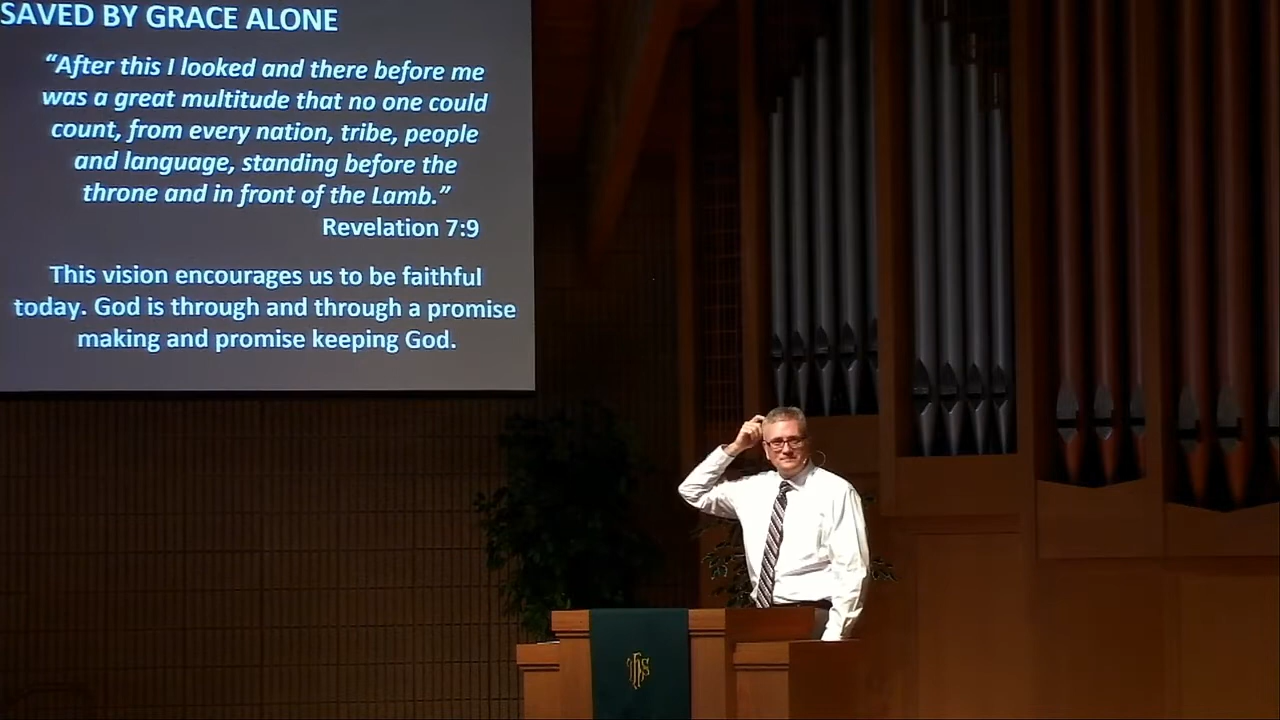 SAVED BY GRACE ALONE
“After this I looked and there before me
was a great multitude that no one could
count, from every nation, tribe, people
and language, standing before the
throne and in front of the Lamb.”
Revelation 7:9
This vision encourages us to be faithful
today. God is through and through a promise
making and promise keeping God.
IHS